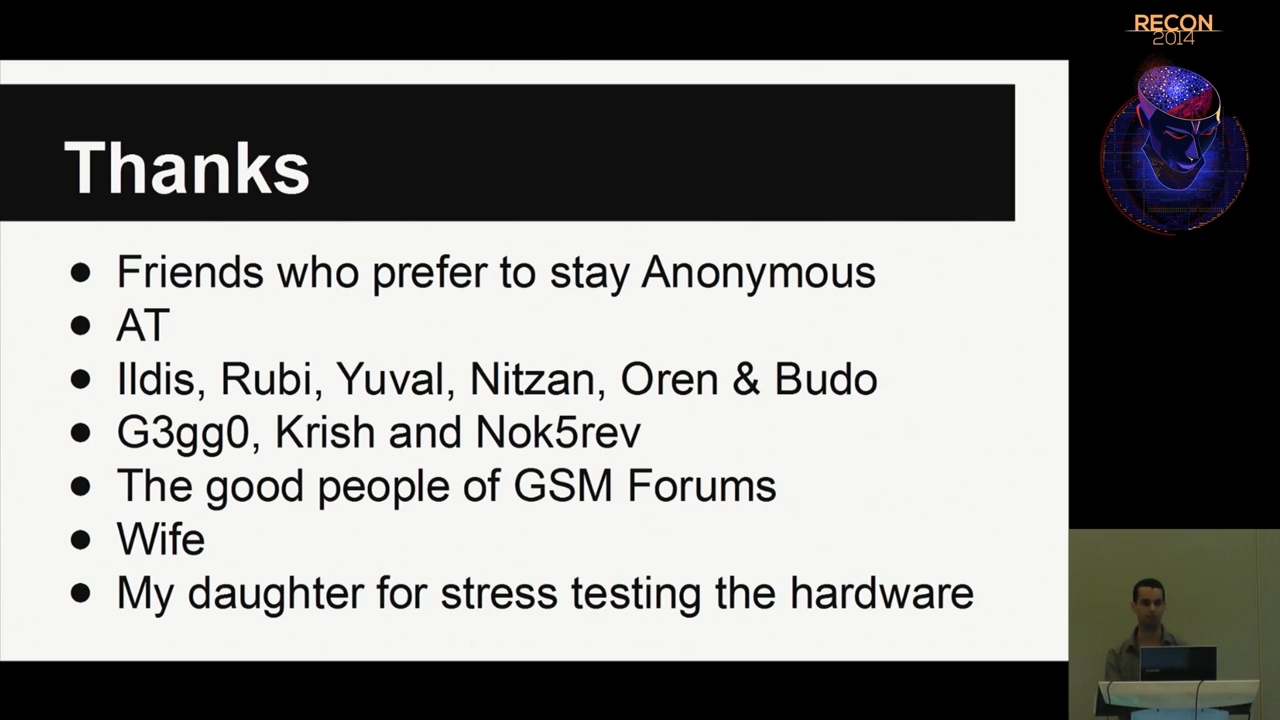 RECON
2014
Thanks
● Friends who prefer to stay Anonymous
● AT
● Ildis, Rubi, Yuval, Nitzan, Oren & Budo
● G3gg0, Krish and Nok5rev
● The good people of GSM Forums
● Wife
● My daughter for stress testing the hardware